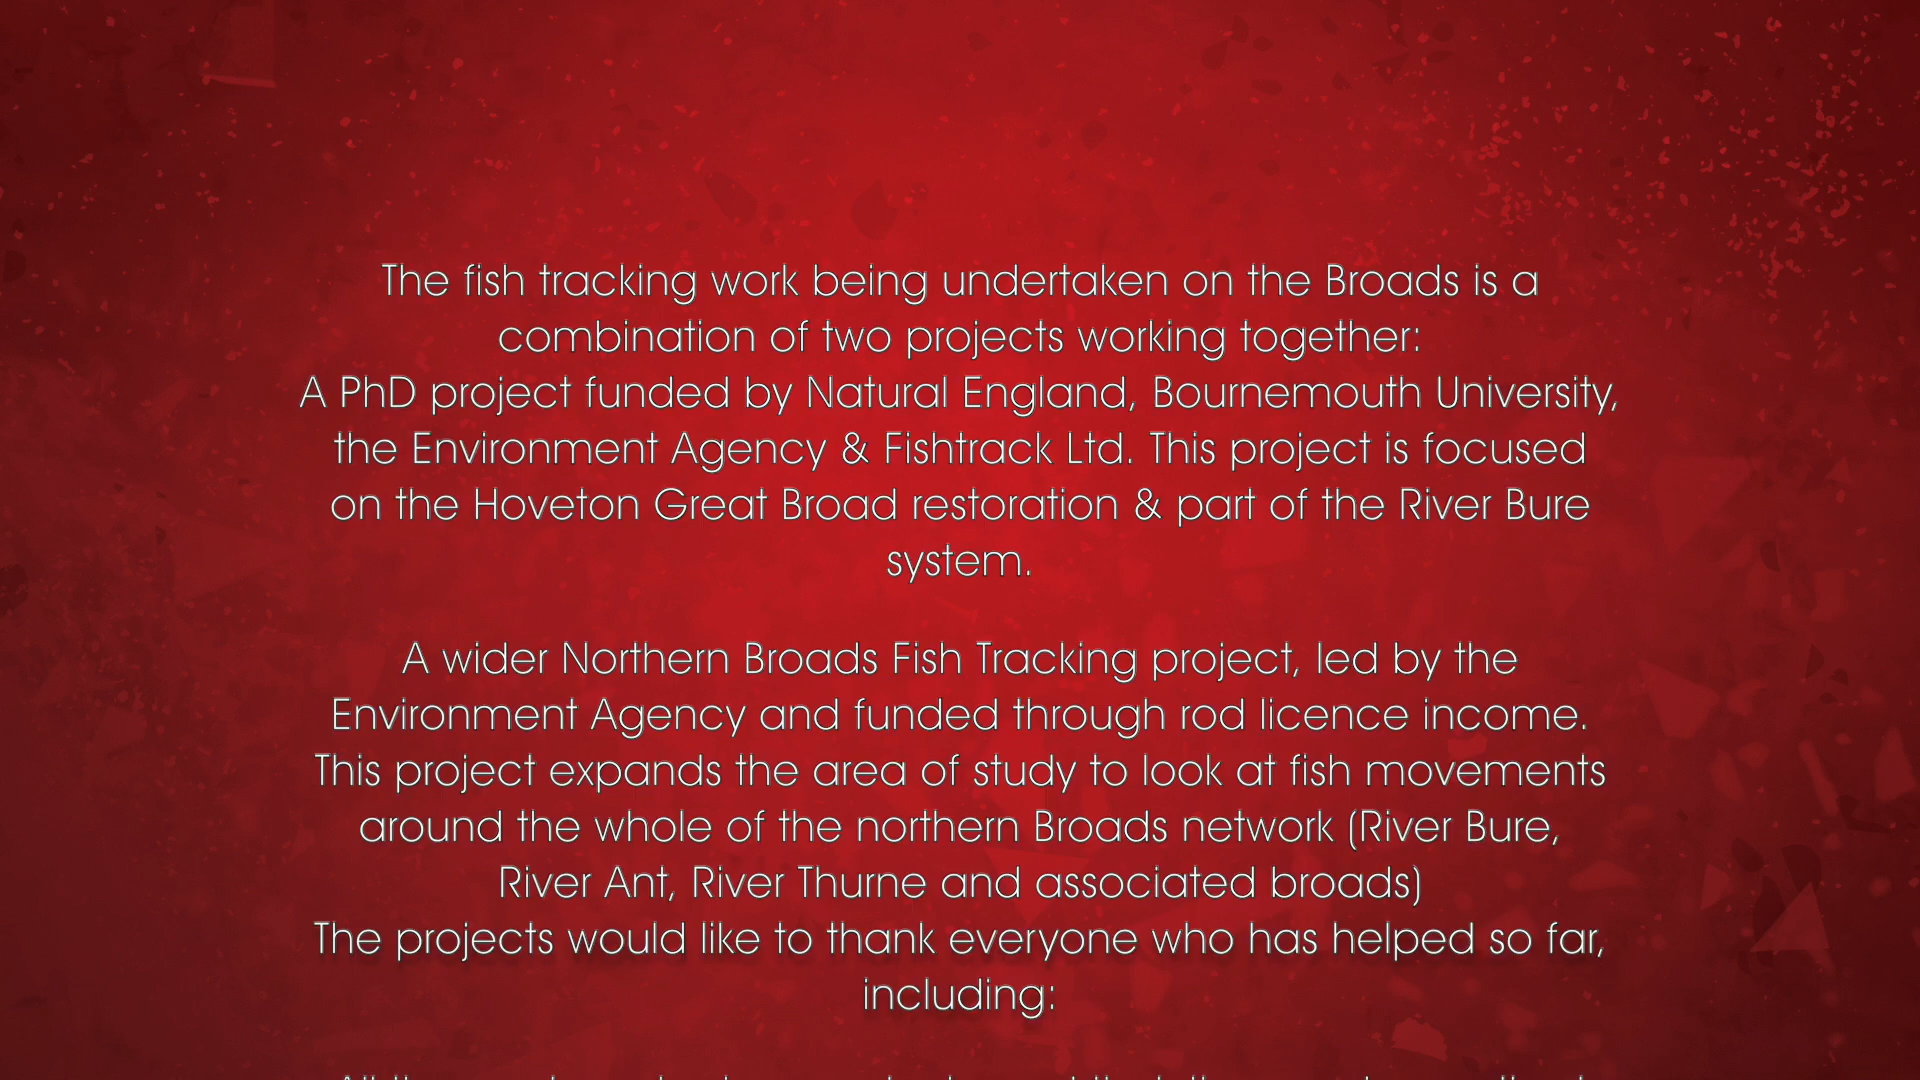 The fish tracking work being undertaken on the Broads is a
combination of two projects working together:
A PhD project funded by Natural England, Bournemouth University,
the Environment Agency & Fishtrack Ltd. This project is focused
on the Hoveton Great Broad restoration & part of the River Bure
system.
A wider Northern Broads Fish Tracking project, led by the
Environment Agency and funded through rod licence income.
This project expands the area of study to look at fish movements
around the whole of the northern Broads network (River Bure,
River Ant, River Thurne and associated broads)
The projects would like to thank everyone who has helped so far,
including: